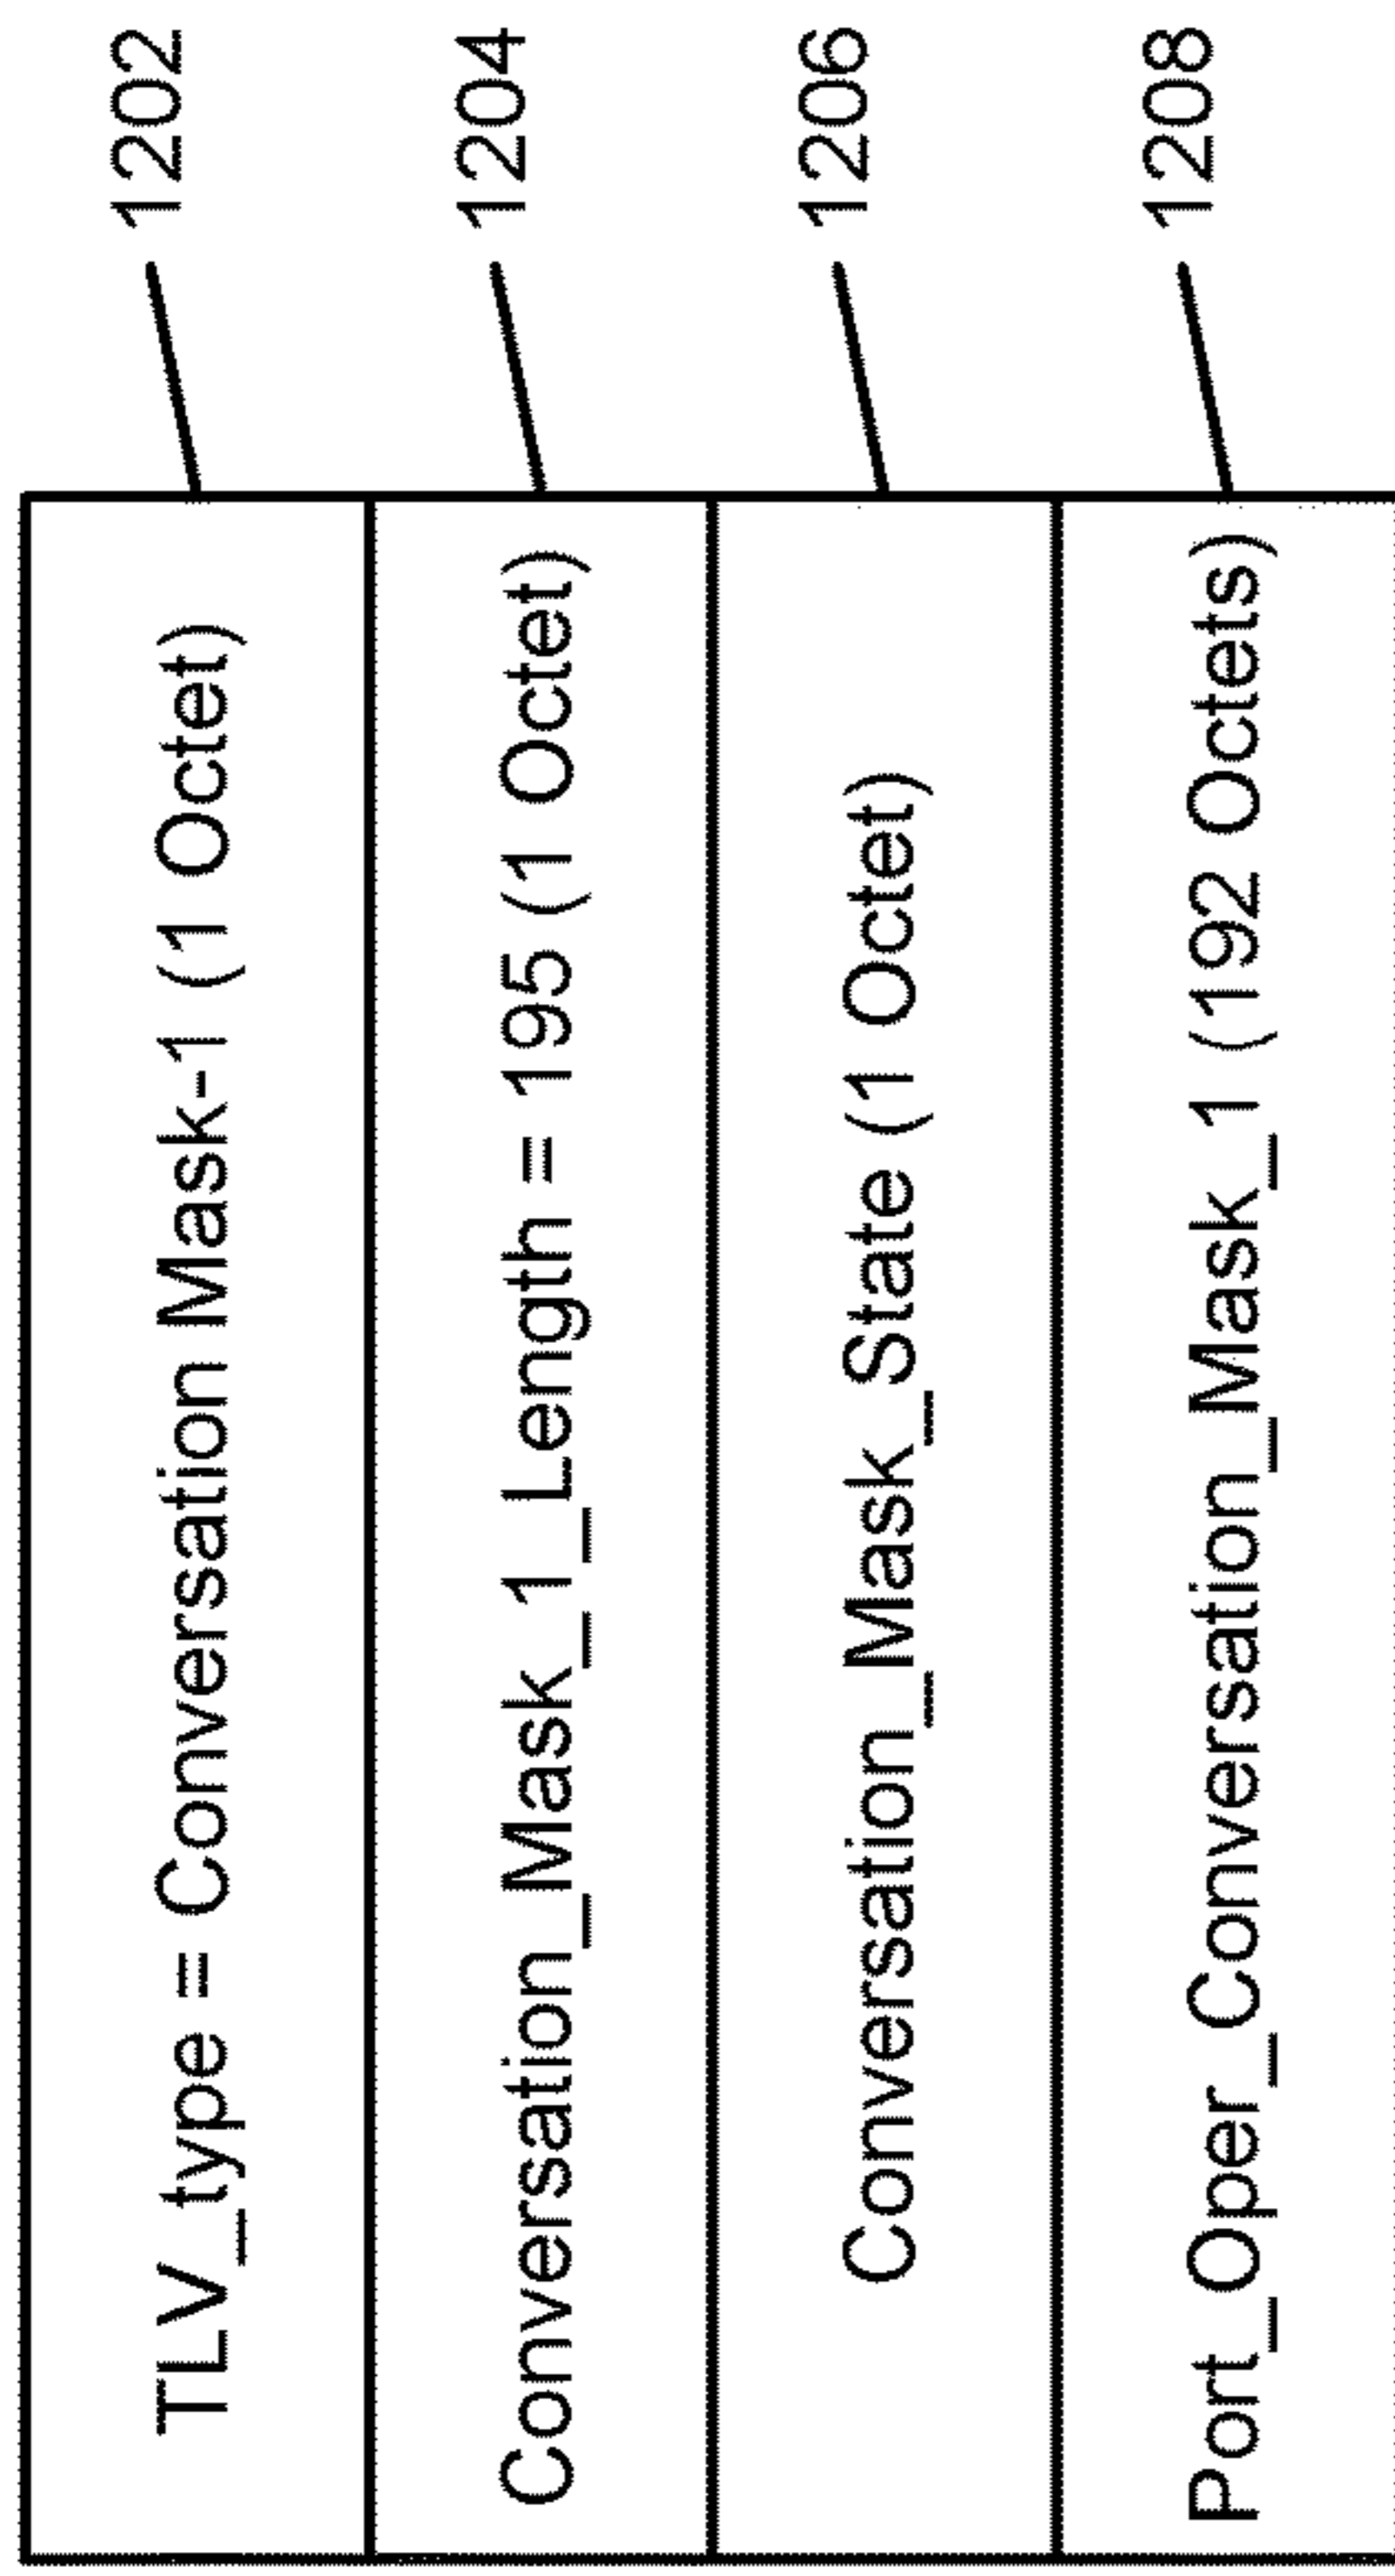 TLV_type = Conversation Mask-1 (1 Octet) 1202
Conversation_Mask_1_Length = 195 (1 Octet) 1204
Conversation_Mask_State (1 Octet) 1206
Port_Oper_Conversation_Mask_1 (192 Octets) 1208